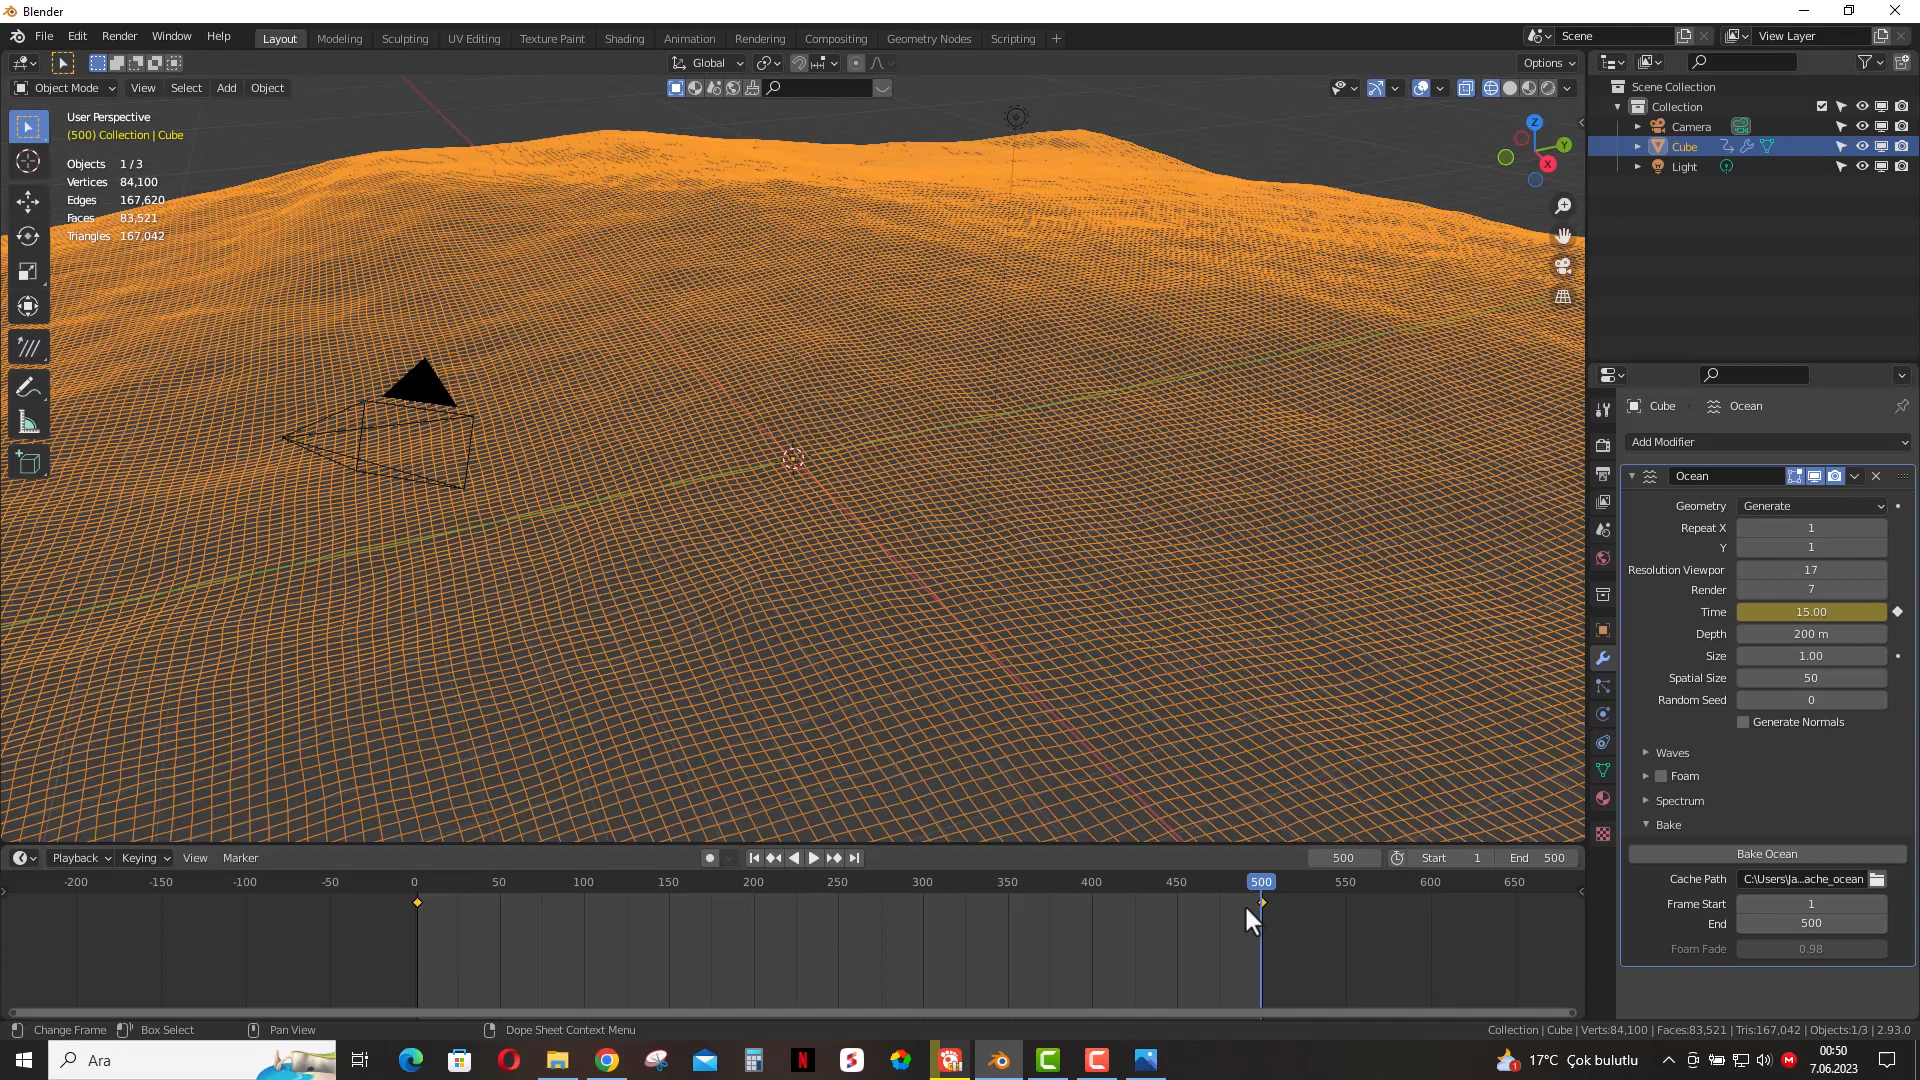 Blender
File Edit Render Window Help
Layout Modeling Sculpting UV Editing Texture Paint Shading Animation Rendering Compositing Geometry Nodes Scripting
Scene
View Layer
Global
Options
Object Mode View Select Add Object
User Perspective
(500) Collection | Cube
Objects 1 / 3
Vertices 84,100
Edges 167,620
Faces 83,521
Triangles 167,042
Z
Y
X
Scene Collection
Collection
Camera
Cube
Light
Cube Ocean
Add Modifier
Ocean
Geometry Generate
Repeat X 1
Y 1
Resolution Viewpor 17
Render 7
Time 15.00
Depth 200 m
Size 1.00
Spatial Size 50
Random Seed 0
Generate Normals
Waves
Foam
Spectrum
Bake
Bake Ocean
Cache Path C:\Users\Ja...ache_ocean
Frame Start 1
End 500
Foam Fade 0.98
Playback Keying View Marker
500 Start 1 End 500
-200 -150 -100 -50 0 50 100 150 200 250 300 350 400 450 500 550 600 650
Change Frame Box Select Pan View Dope Sheet Context Menu
Collection | Cube | Verts:84,100 | Faces:83,521 | Tris:167,042 | Objects:1/3 | 2.93.0
Ara
17°C Çok bulutlu
00:50
7.06.2023